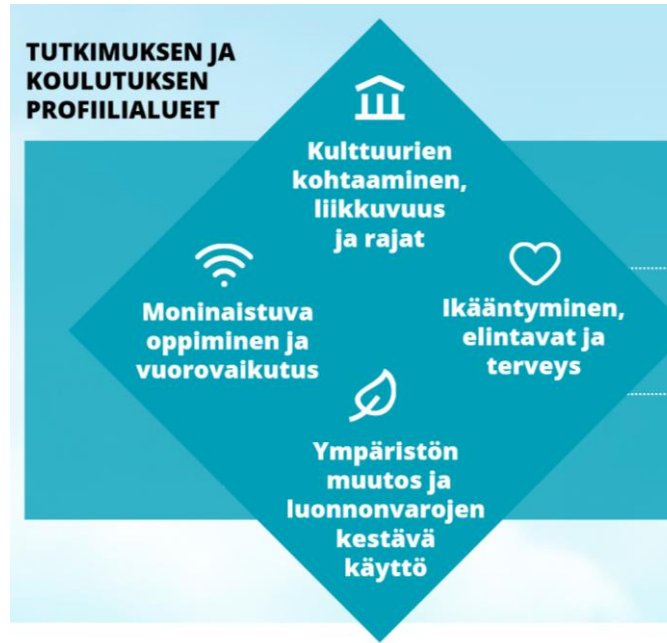 TUTKIMUKSEN JA
KOULUTUKSEN
PROFIILIALUEET
Kulttuurien
kohtaaminen,
liikkuvuus
ja rajat
Moninaistuva
oppiminen ja
vuorovaikutus
Ikääntyminen,
elintavat ja
terveys
Ympäristön
muutos ja
luonnonvarojen
kestävä
käyttö